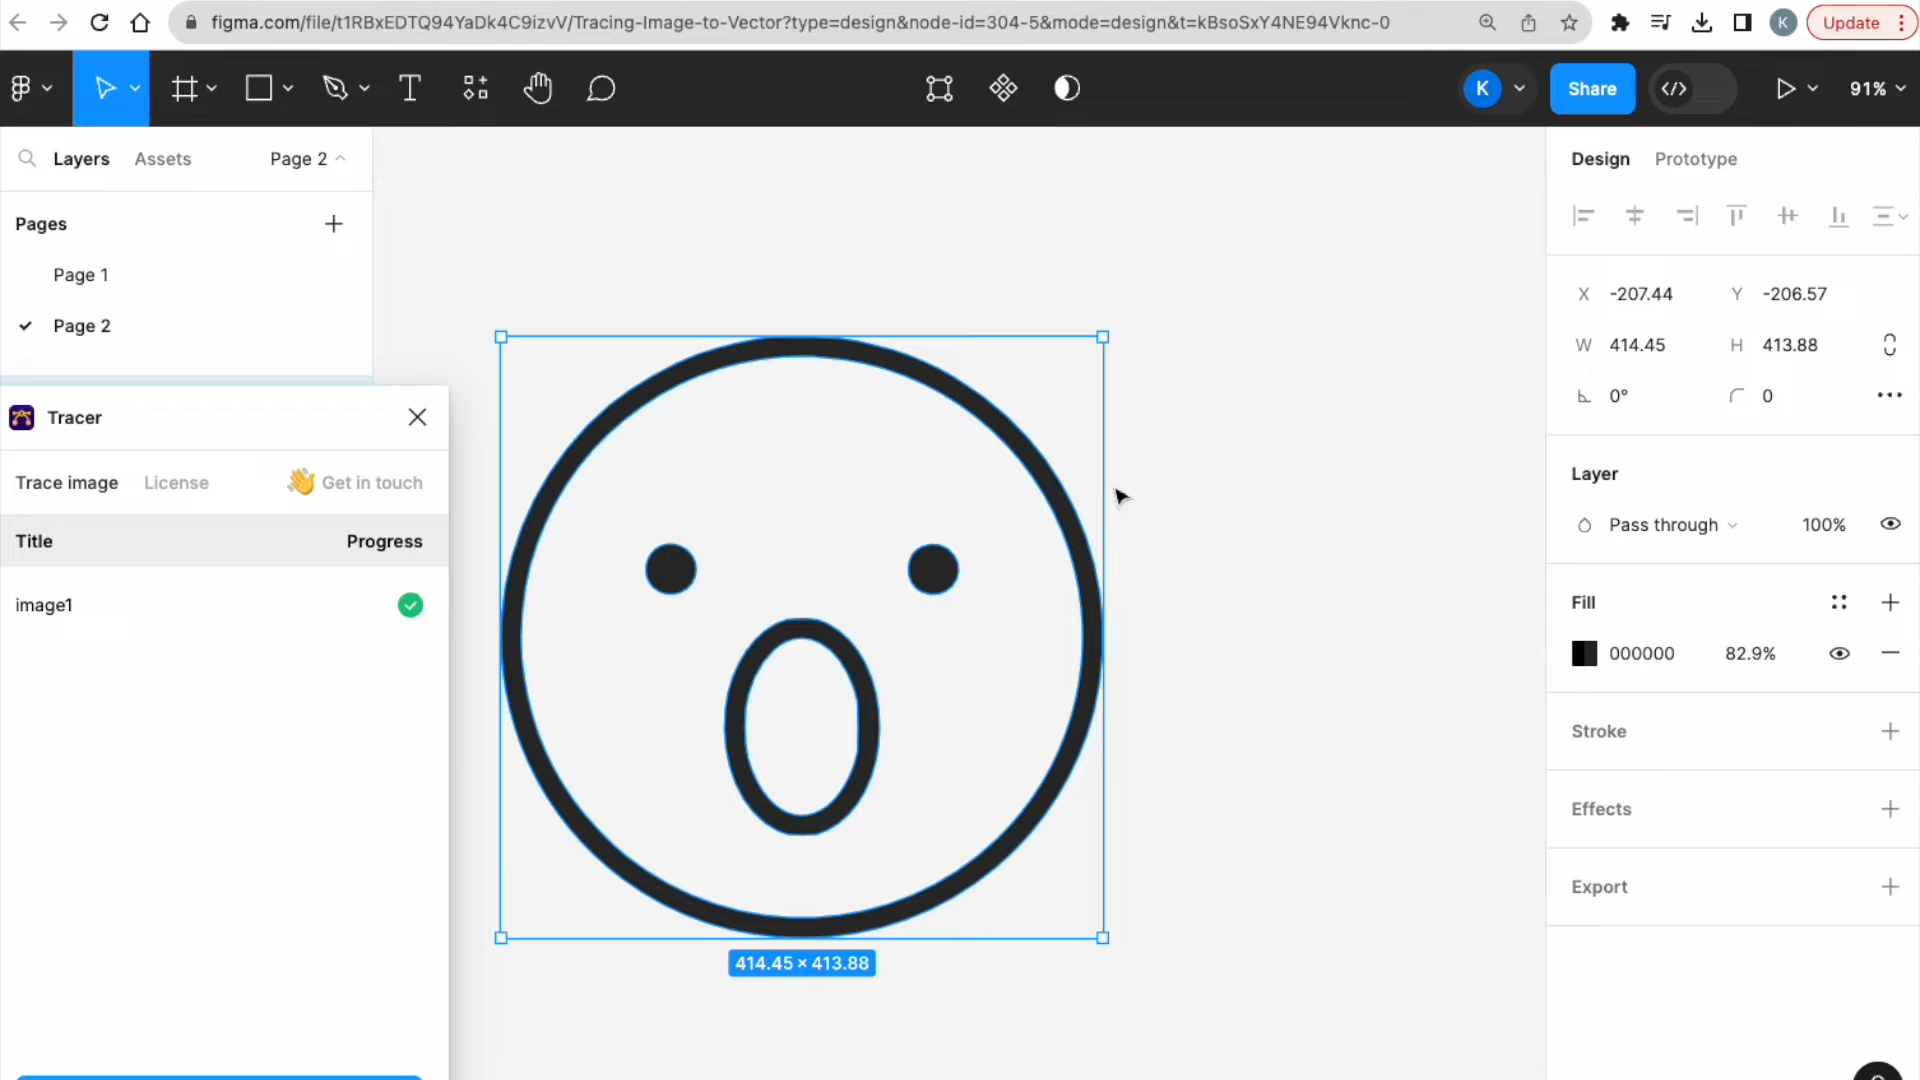 figma.com/file/t1RBxEDTQ94YaDk4C9izvV/Tracing-Image-to-Vector?type=design&node-id=304-5&mode=design&t=kBsoSxY4NE94Vknc-0
K
Update
K
Share
91%
Layers
Assets
Page 2
Pages
Page 1
Page 2
Tracer
Trace image
License
Get in touch
Title
Progress
image1
414.45 × 413.88
Design
Prototype
X -207.44
Y -206.57
W 414.45
H 413.88
0°
0
Layer
Pass through
100%
Fill
000000
82.9%
Stroke
Effects
Export